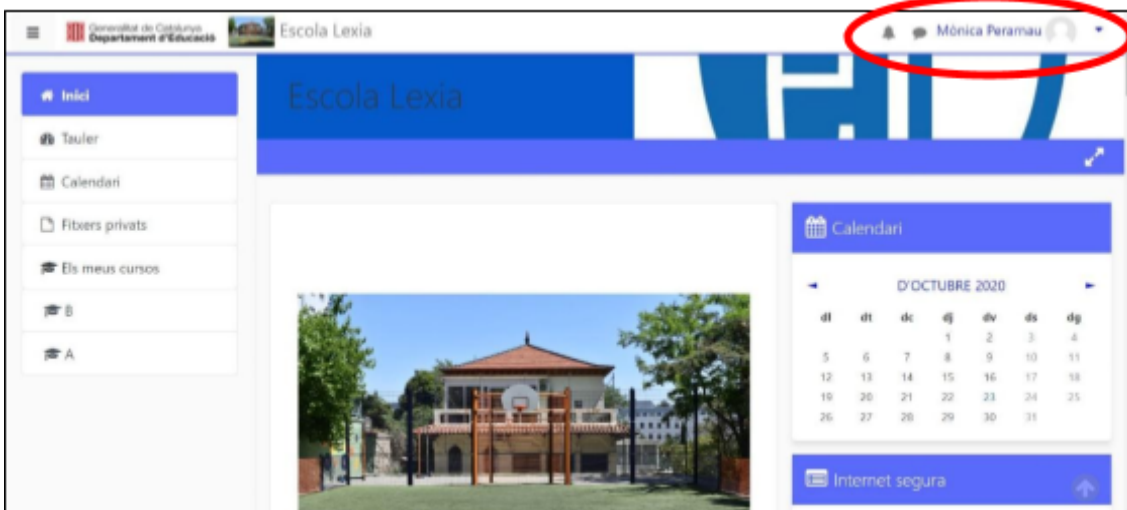 Generalitat de Catalunya
Departament d'Educació
Escola Lexia
Mònica Peramau
Inici
Tauler
Calendari
Fitxers privats
Els meus cursos
B
A
Escola Lexia
Calendari
D'OCTUBRE 2020
dl dt dc dj dv ds dg
1 2 3 4
5 6 7 8 9 10 11
12 13 14 15 16 17 18
19 20 21 22 23 24 25
26 27 28 29 30 31
Internet segura